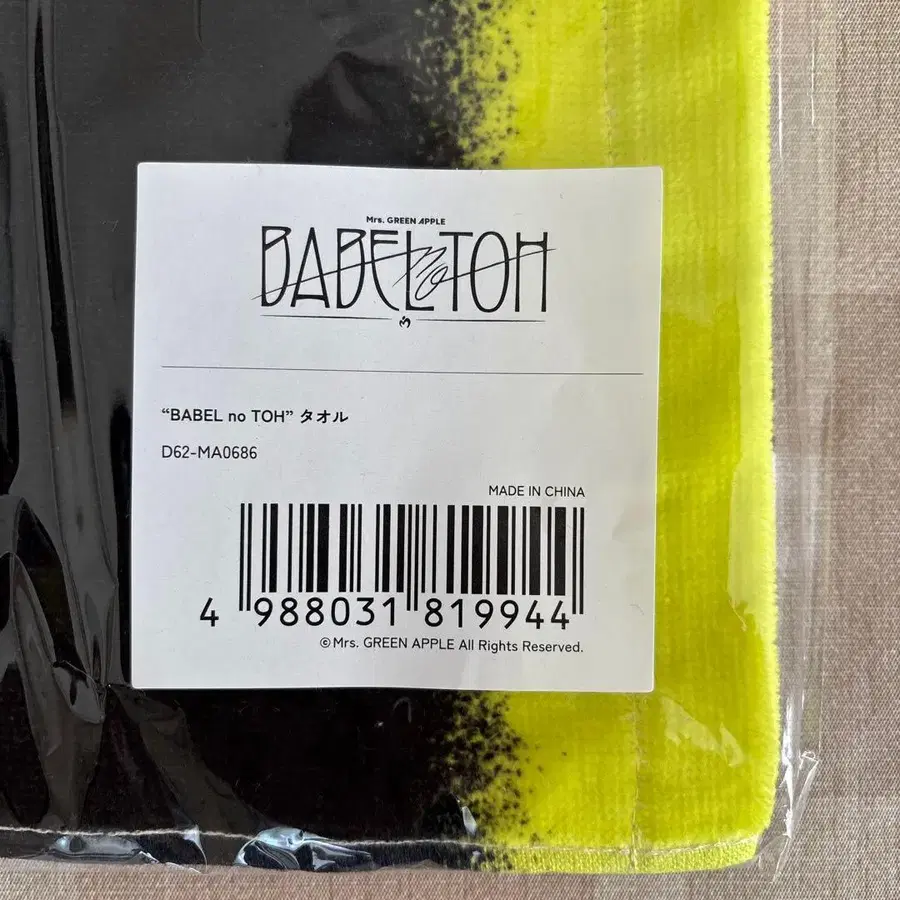 Mrs. GREEN APPLE
BABEL no TOH
“BABEL no TOH” タオル
D62-MA0686
MADE IN CHINA
4 988031 819944
©Mrs. GREEN APPLE All Rights Reserved.